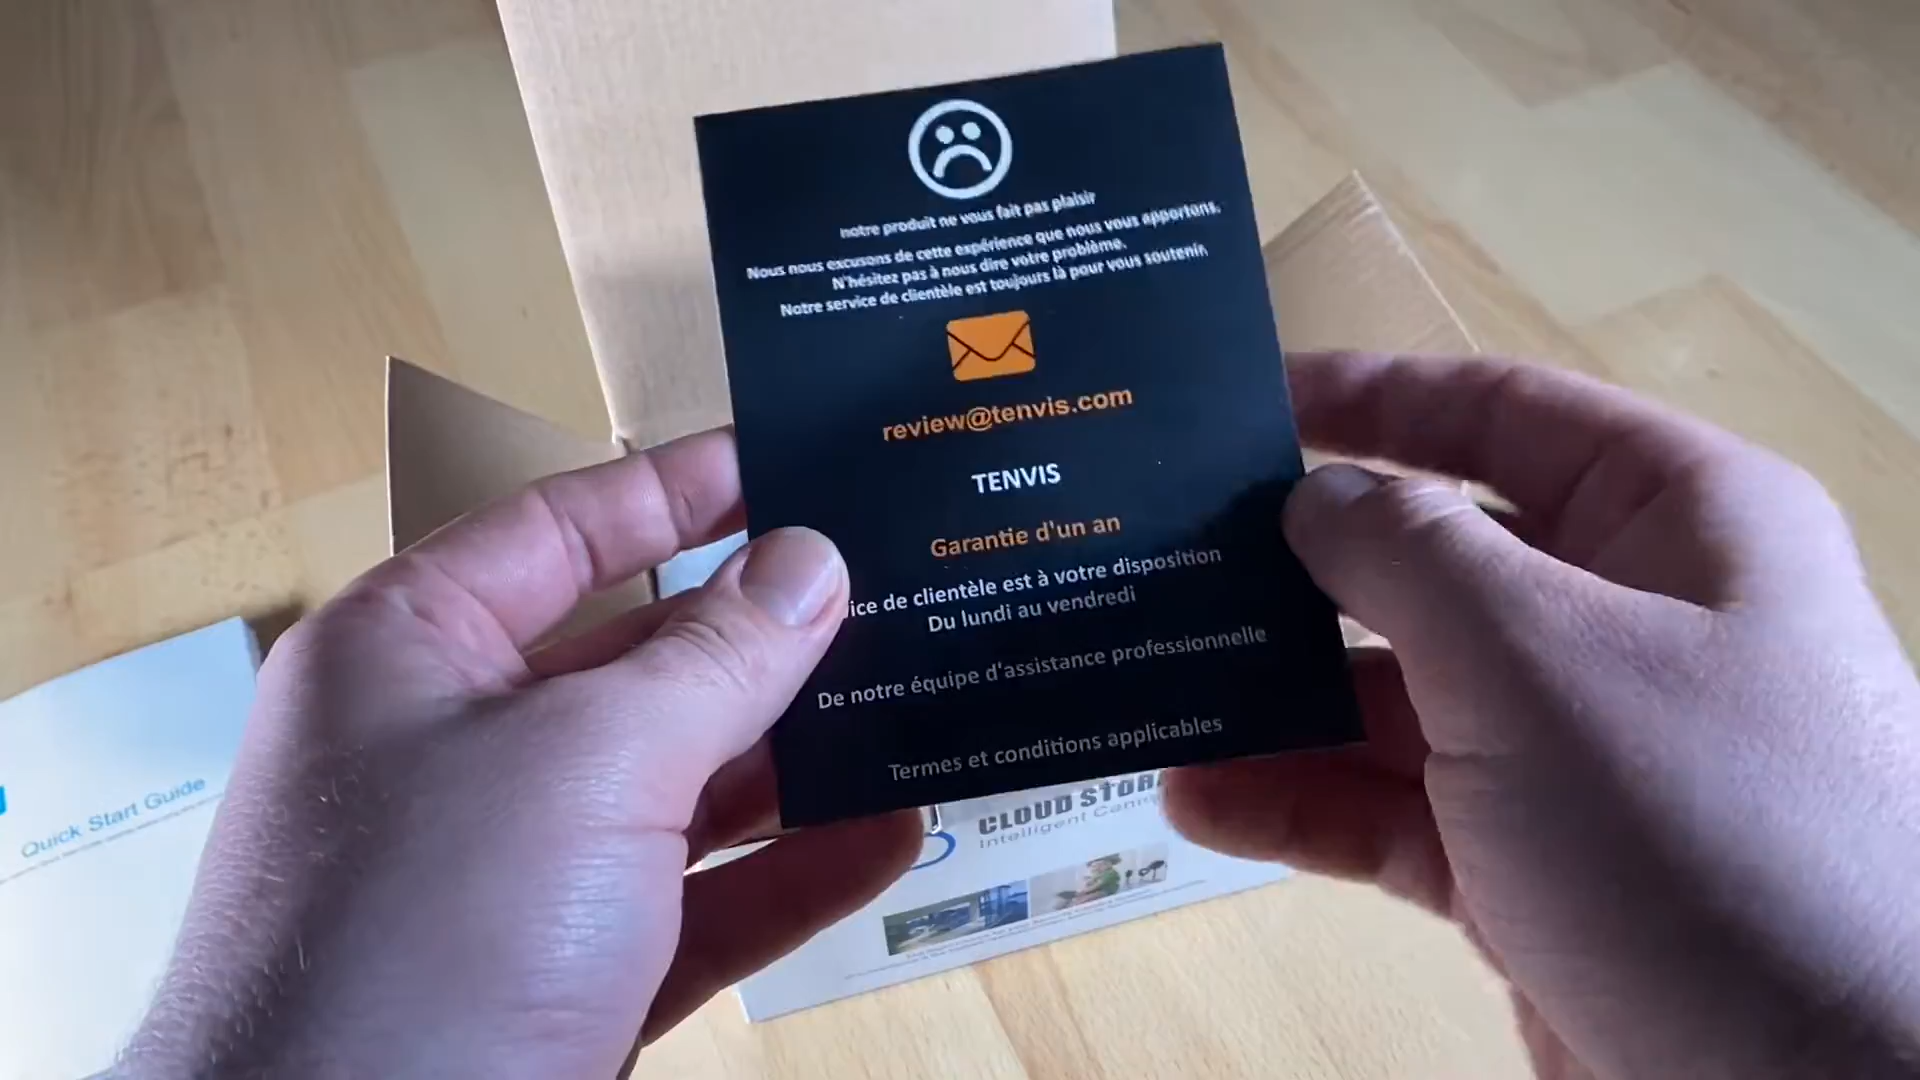 notre produit ne vous fait pas plaisir
Nous nous excusons de cette expérience que nous vous apportons.
N'hésitez pas à nous dire votre problème.
Notre service de clientèle est toujours là pour vous soutenir.
review@tenvis.com
TENVIS
Garantie d'un an
ice de clientèle est à votre disposition
Du lundi au vendredi
De notre équipe d'assistance professionnelle
Termes et conditions applicables
Quick Start Guide
CLOUD STORA
Intelligent